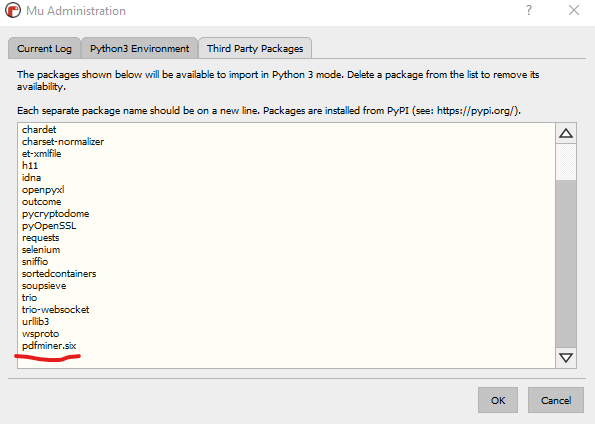 Mu Administration
?
Current Log
Python3 Environment
Third Party Packages
The packages shown below will be available to import in Python 3 mode. Delete a package from the list to remove its
availability.
Each separate package name should be on a new line. Packages are installed from PyPI (see: https://pypi.org/).
chardet
charset-normalizer
et-xmlfile
h11
idna
openpyxl
outcome
pycryptodome
pyOpenSSL
requests
selenium
sniffio
sortedcontainers
soupsieve
trio
trio-websocket
urllib3
wsproto
pdfminer.six
OK
Cancel